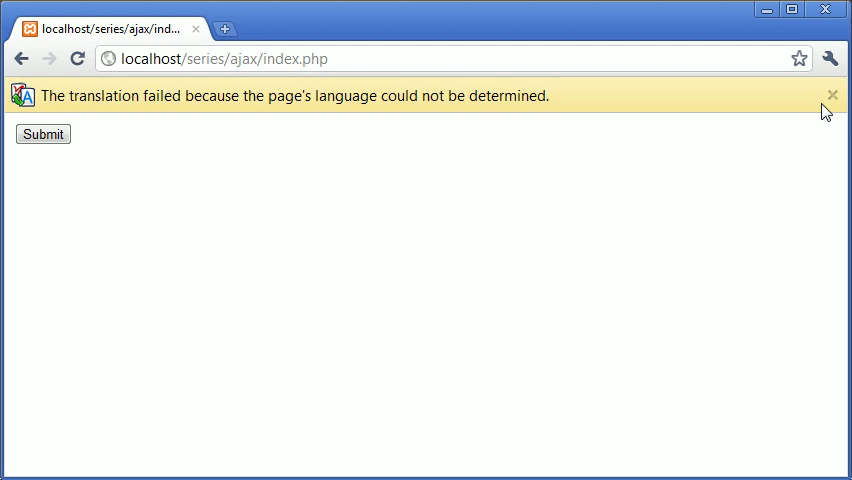 localhost/series/ajax/ind...
localhost/series/ajax/index.php
The translation failed because the page's language could not be determined.
Submit